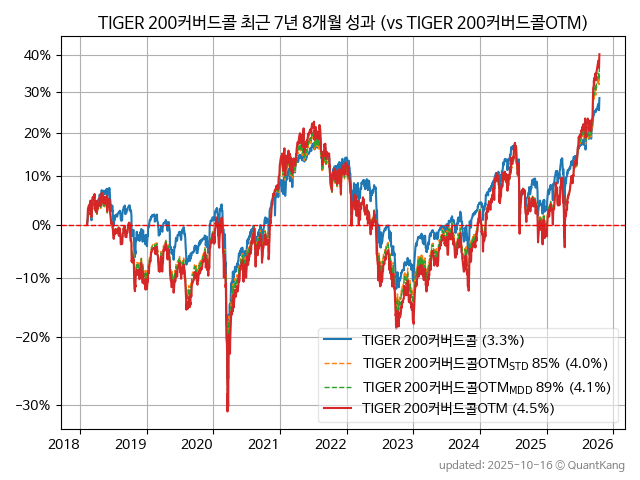 TIGER 200커버드콜 최근 7년 8개월 성과 (vs TIGER 200커버드콜OTM)
40%
30%
20%
10%
0%
−10%
−20%
−30%
TIGER 200커버드콜 (3.3%)
TIGER 200커버드콜OTM_STD 85% (4.0%)
TIGER 200커버드콜OTM_MDD 89% (4.1%)
TIGER 200커버드콜OTM (4.5%)
2018 2019 2020 2021 2022 2023 2024 2025 2026
updated: 2025-10-16 © QuantKang